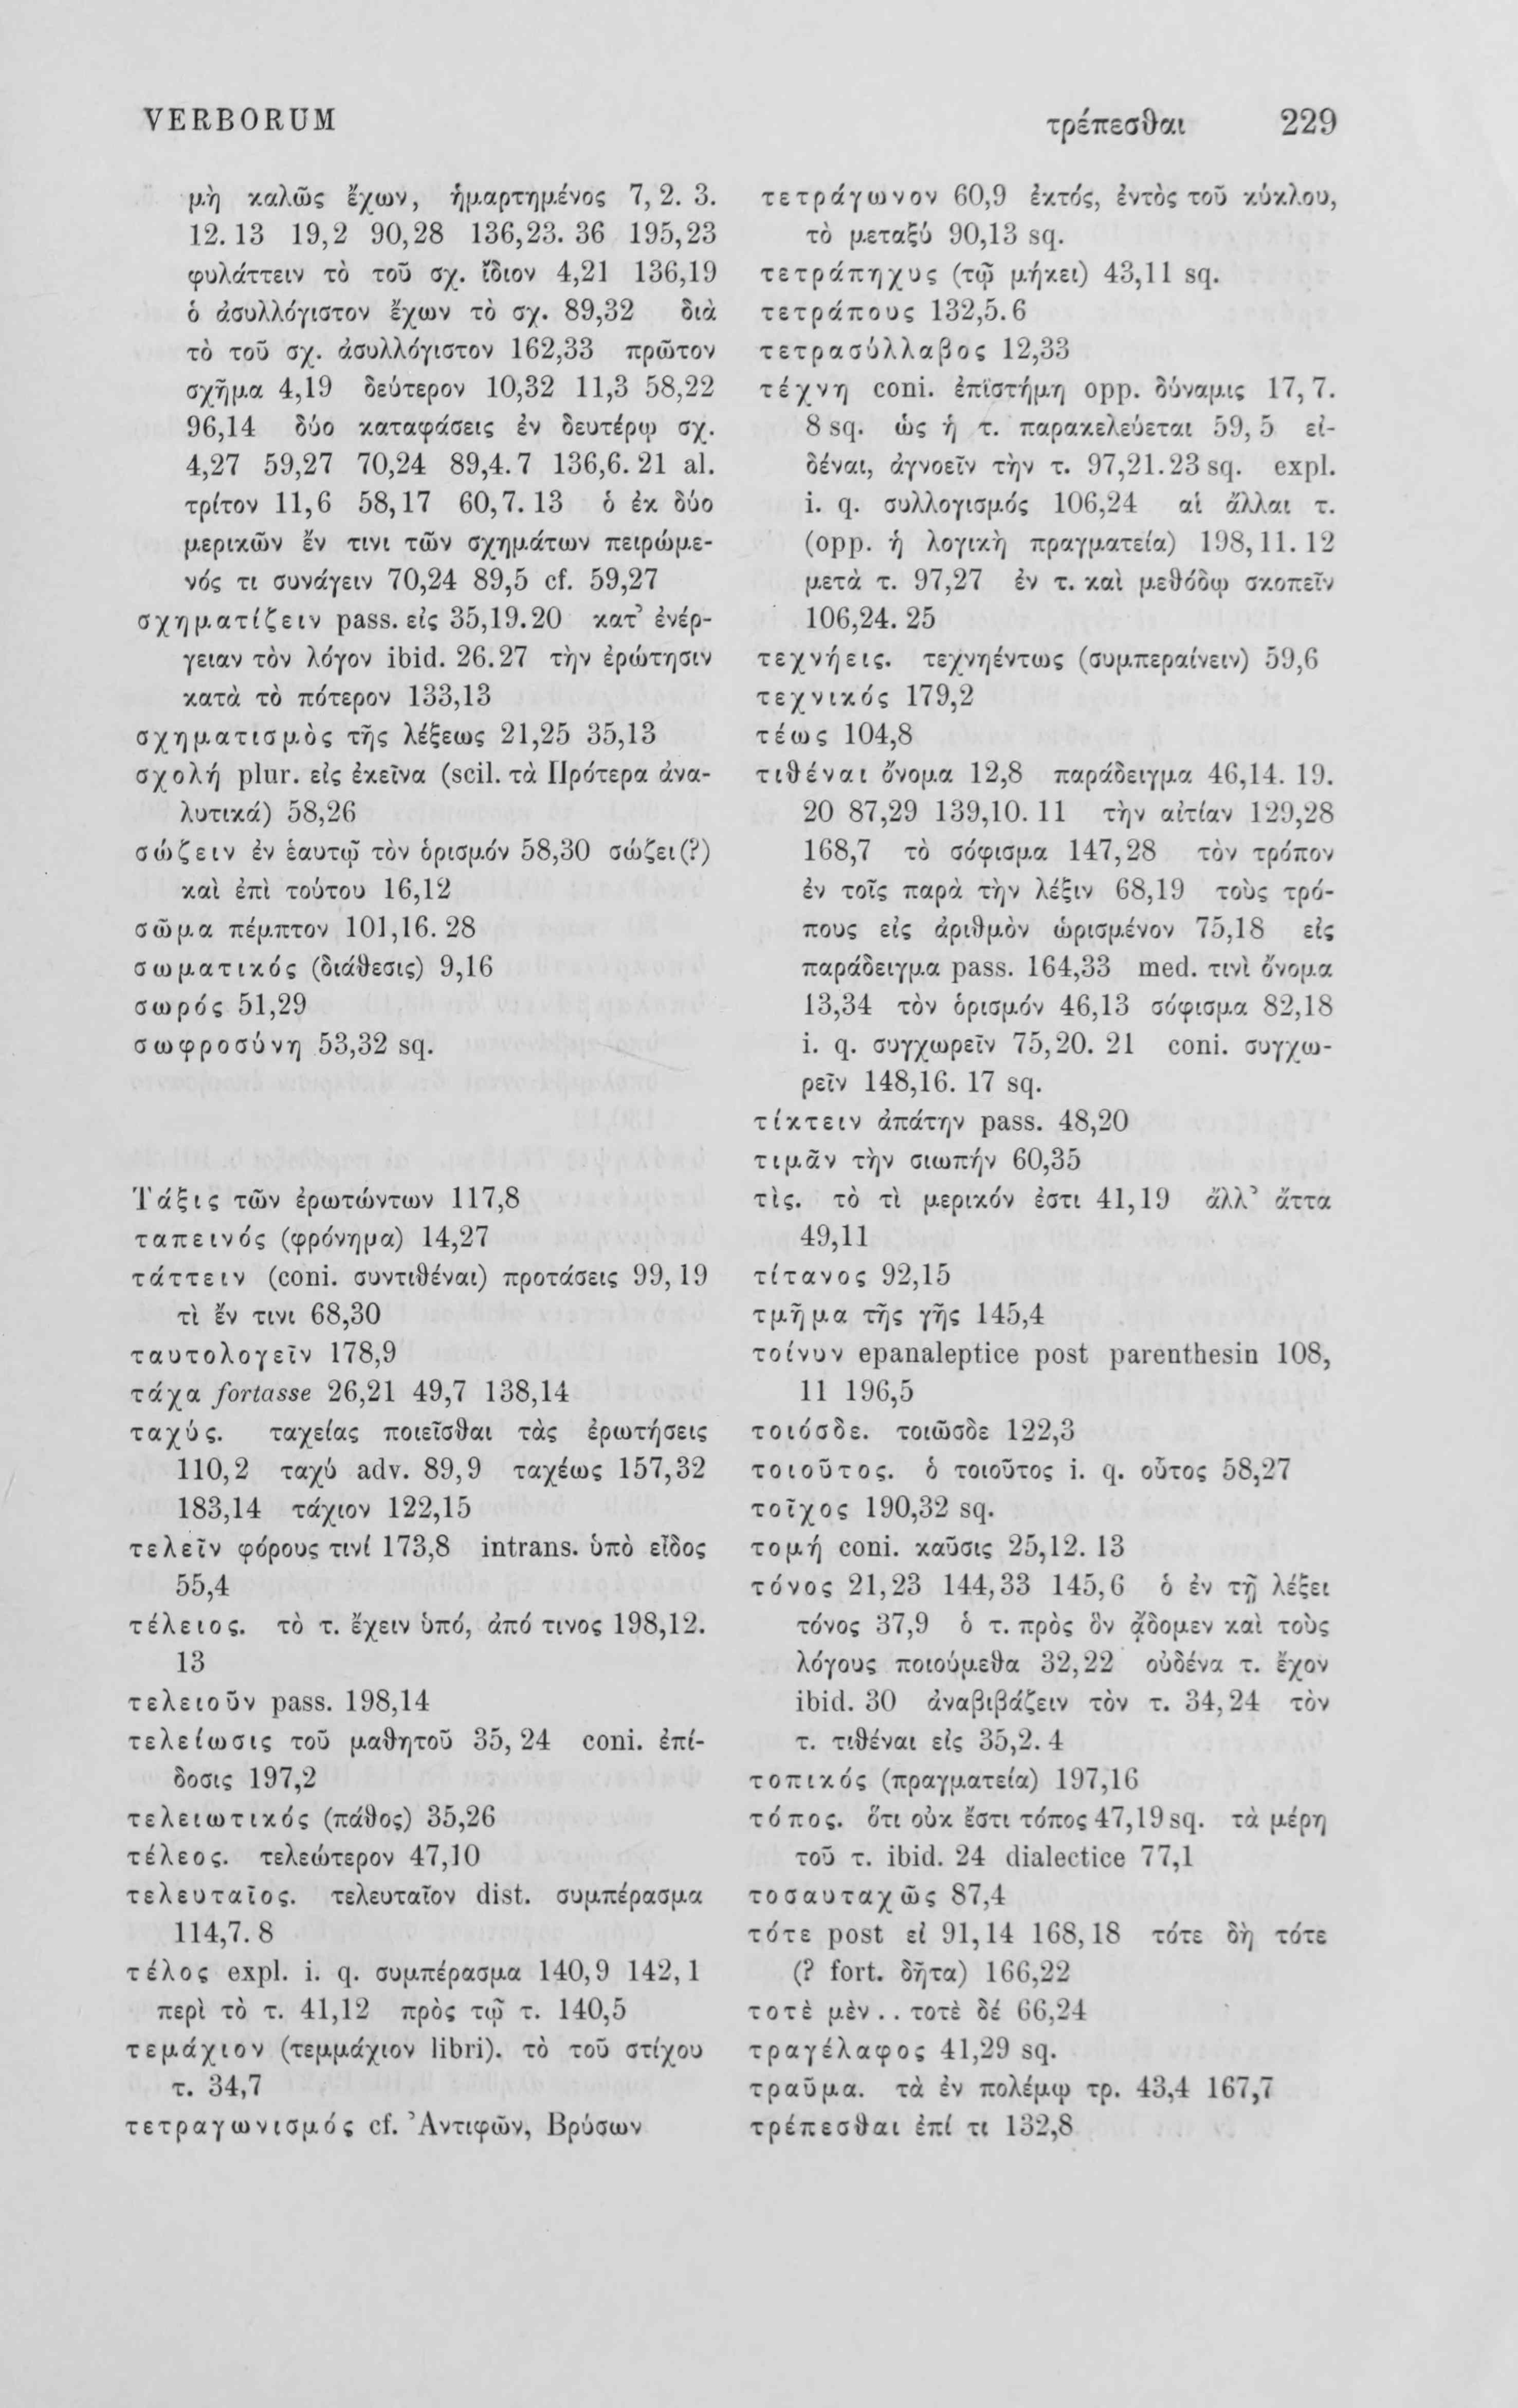 VERBORUM
τρέπεσθαι 229
μὴ καλῶς ἔχων, ἡμαρτημένος 7, 2. 3.
12. 13 19,2 90,28 136,23. 36 195,23
φυλάττειν τὸ τοῦ σχ. ἴδιον 4,21 136,19
ὁ ἀσυλλόγιστον ἔχων τὸ σχ. 89,32 διὰ
τὸ τοῦ σχ. ἀσυλλόγιστον 162,33 πρῶτον
σχῆμα 4,19 δεύτερον 10,32 11,3 58,22
96,14 δύο καταφάσεις ἐν δευτέρῳ σχ.
4,27 59,27 70,24 89,4. 7 136,6. 21 al.
τρίτον 11,6 58,17 60,7. 13 ὁ ἐκ δύο
μερικῶν ἔν τινι τῶν σχημάτων πειρώμε-
νός τι συνάγειν 70,24 89,5 cf. 59,27
σχηματίζειν pass. εἰς 35,19. 20 κατ᾽ ἐνέρ-
γειαν τὸν λόγον ibid. 26. 27 τὴν ἐρώτησιν
κατὰ τὸ πότερον 133,13
σχηματισμὸς τῆς λέξεως 21,25 35,13
σχολή plur. εἰς ἐκεῖνα (scil. τὰ Πρότερα ἀνα-
λυτικά) 58,26
σώζειν ἐν ἑαυτῷ τὸν ὁρισμόν 58,30 σώζει (?)
καὶ ἐπὶ τούτου 16,12
σῶμα πέμπτον 101,16. 28
σωματικός (διάθεσις) 9,16
σωρός 51,29
σωφροσύνη 53,32 sq.
Τάξις τῶν ἐρωτώντων 117,8
ταπεινός (φρόνημα) 14,27
τάττειν (coni. συντιθέναι) προτάσεις 99,19
τὶ ἔν τινι 68,30
ταυτολογεῖν 178,9
τάχα fortasse 26,21 49,7 138,14
ταχύς. ταχείας ποιεῖσθαι τὰς ἐρωτήσεις
110,2 ταχύ adv. 89,9 ταχέως 157,32
183,14 τάχιον 122,15
τελεῖν φόρους τινί 173,8 intrans. ὑπὸ εἶδος
55,4
τέλειος. τὸ τ. ἔχειν ὑπό, ἀπό τινος 198,12.
13
τελειοῦν pass. 198,14
τελείωσις τοῦ μαθητοῦ 35, 24 coni. ἐπί-
δοσις 197,2
τελειωτικός (πάθος) 35,26
τέλεος. τελεώτερον 47,10
τελευταῖος. τελευταῖον dist. συμπέρασμα
114,7. 8
τέλος expl. i. q. συμπέρασμα 140,9 142,1
περὶ τὸ τ. 41,12 πρὸς τῷ τ. 140,5
τεμάχιον (τεμμάχιον libri). τὸ τοῦ στίχου
τ. 34,7
τετραγωνισμός cf. Ἀντιφῶν, Βρύσων
τετράγωνον 60,9 ἐκτός, ἐντὸς τοῦ κύκλου,
τὸ μεταξύ 90,13 sq.
τετράπηχυς (τῷ μήκει) 43,11 sq.
τετράπους 132,5. 6
τετρασύλλαβος 12,33
τέχνη coni. ἐπιστήμη opp. δύναμις 17, 7.
8 sq. ὡς ἡ τ. παρακελεύεται 59, 5 εἰ-
δέναι, ἀγνοεῖν τὴν τ. 97,21. 23 sq. expl.
i. q. συλλογισμός 106,24 αἱ ἄλλαι τ.
(opp. ἡ λογικὴ πραγματεία) 198, 11. 12
μετὰ τ. 97,27 ἐν τ. καὶ μεθόδῳ σκοπεῖν
106,24. 25
τεχνήεις. τεχνηέντως (συμπεραίνειν) 59,6
τεχνικός 179,2
τέως 104,8
τιθέναι ὄνομα 12,8 παράδειγμα 46,14. 19.
20 87,29 139,10. 11 τὴν αἰτίαν 129,28
168,7 τὸ σόφισμα 147,28 τὸν τρόπον
ἐν τοῖς παρὰ τὴν λέξιν 68,19 τοὺς τρό-
πους εἰς ἀριθμὸν ὡρισμένον 75,18 εἰς
παράδειγμα pass. 164,33 med. τινὶ ὄνομα
13,34 τὸν ὁρισμόν 46,13 σόφισμα 82,18
i. q. συγχωρεῖν 75,20. 21 coni. συγχω-
ρεῖν 148,16. 17 sq.
τίκτειν ἀπάτην pass. 48,20
τιμᾶν τὴν σιωπήν 60,35
τὶς. τὸ τὶ μερικόν ἐστι 41,19 ἄλλ᾽ ἄττα
49,11
τίτανος 92,15
τμῆμα τῆς γῆς 145,4
τοίνυν epanaleptice post parenthesin 108,
11 196,5
τοιόσδε. τοιῶσδε 122,3
τοιοῦτος. ὁ τοιοῦτος i. q. οὗτος 58,27
τοῖχος 190,32 sq.
τομή coni. καῦσις 25,12. 13
τόνος 21,23 144,33 145,6 ὁ ἐν τῇ λέξει
τόνος 37,9 ὁ τ. πρὸς ὃν ᾄδομεν καὶ τοὺς
λόγους ποιούμεθα 32,22 οὐδένα τ. ἔχον
ibid. 30 ἀναβιβάζειν τὸν τ. 34,24 τὸν
τ. τιθέναι εἰς 35,2. 4
τοπικός (πραγματεία) 197,16
τόπος. ὅτι οὐκ ἔστι τόπος 47,19 sq. τὰ μέρη
τοῦ τ. ibid. 24 dialectice 77,1
τοσαυταχῶς 87,4
τότε post εἰ 91,14 168,18 τότε δὴ τότε
(? fort. δῆτα) 166,22
τοτὲ μὲν . . τοτὲ δέ 66,24
τραγέλαφος 41,29 sq.
τραῦμα. τὰ ἐν πολέμῳ τρ. 43,4 167,7
τρέπεσθαι ἐπί τι 132,8